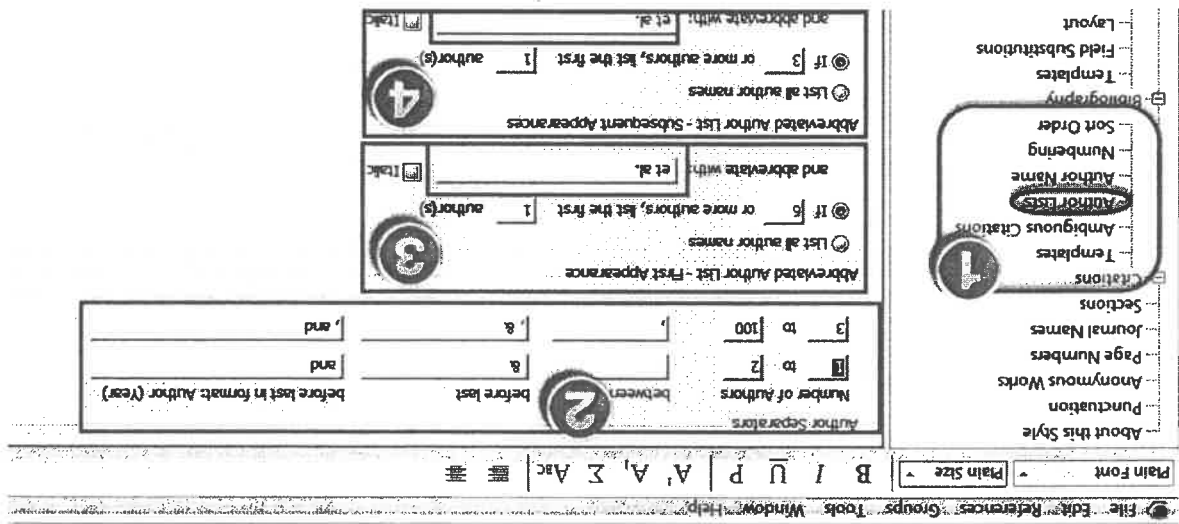 File Edit References Groups Tools Window Help
Plain Font Plain Size B I U P A¹ A₁ Σ Abc
About this Style
Punctuation
Anonymous Works
Page Numbers
Journal Names
Sections
Citations
Templates
Ambiguous Citations
Author Lists
Author Name
Numbering
Sort Order
Bibliography
Templates
Field Substitutions
Layout
1
Author Separators
Number of Authors between before last before last in format: Author (Year)
1 to 2 & and
3 to 100 , , & , and
2
Abbreviated Author List - First Appearance
List all author names
If 6 or more authors, list the first 1 author(s)
and abbreviate with: et al. Italic
3
Abbreviated Author List - Subsequent Appearances
List all author names
If 3 or more authors, list the first 1 author(s)
and abbreviate with: et al. Italic
4